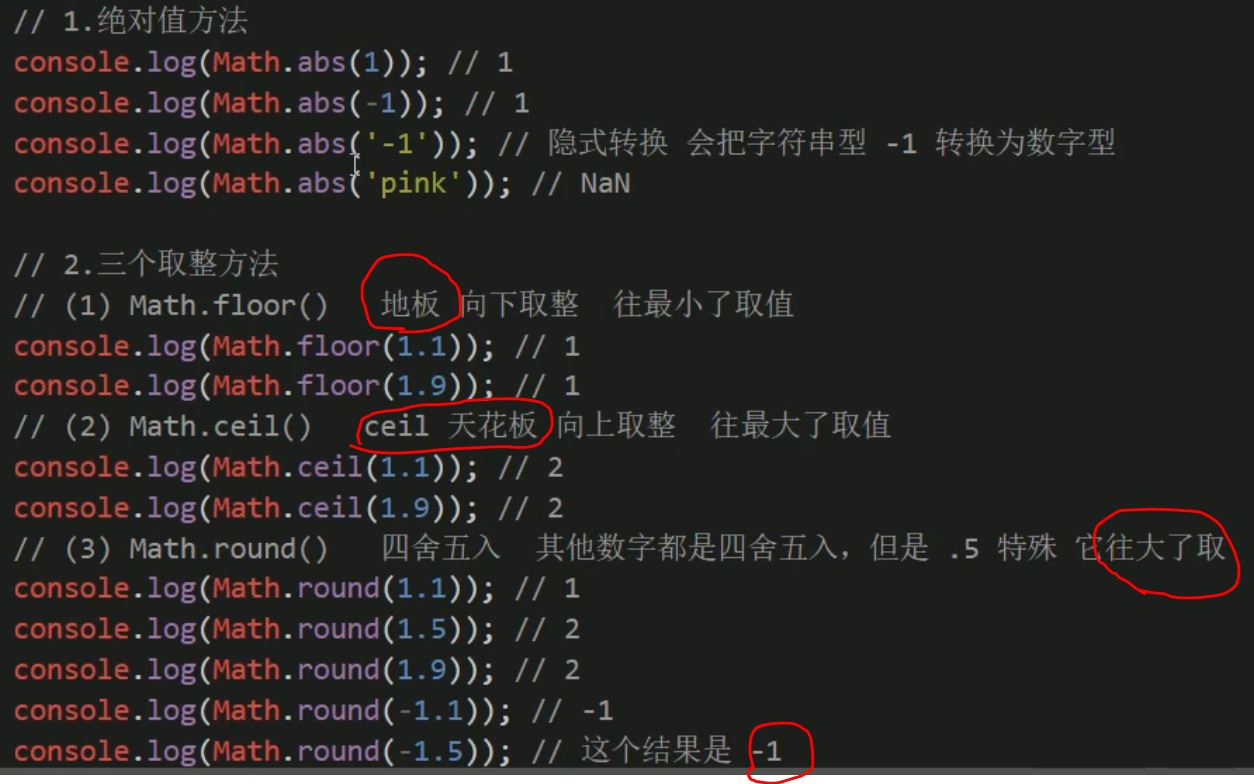 // 1.绝对值方法
console.log(Math.abs(1)); // 1
console.log(Math.abs(-1)); // 1
console.log(Math.abs('-1')); // 隐式转换 会把字符串型 -1 转换为数字型
console.log(Math.abs('pink')); // NaN
// 2.三个取整方法
// (1) Math.floor() 地板 向下取整 往最小了取值
console.log(Math.floor(1.1)); // 1
console.log(Math.floor(1.9)); // 1
// (2) Math.ceil() ceil 天花板 向上取整 往最大了取值
console.log(Math.ceil(1.1)); // 2
console.log(Math.ceil(1.9)); // 2
// (3) Math.round() 四舍五入 其他数字都是四舍五入，但是 .5 特殊 它往大了取
console.log(Math.round(1.1)); // 1
console.log(Math.round(1.5)); // 2
console.log(Math.round(1.9)); // 2
console.log(Math.round(-1.1)); // -1
console.log(Math.round(-1.5)); // 这个结果是 -1